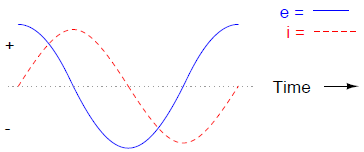 e =
i =
+
Time
-